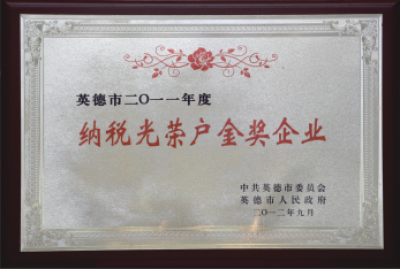 英德市二〇一一年度
纳税光荣户金奖企业
中共英德市委员会
英德市人民政府
二〇一二年九月